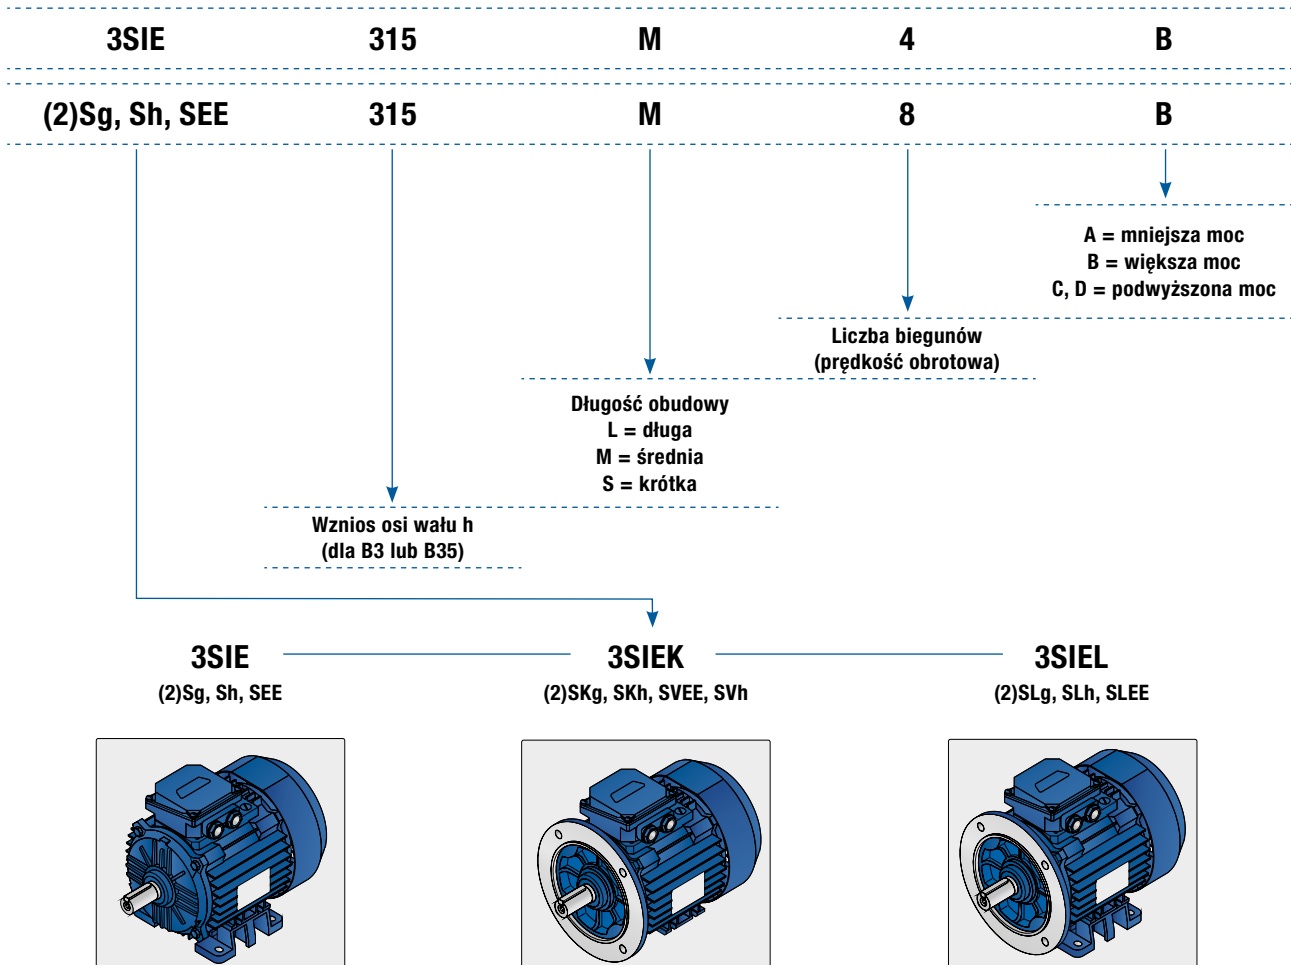 3SIE 315 M 4 B
(2)Sg, Sh, SEE 315 M 8 B
A = mniejsza moc
B = większa moc
C, D = podwyższona moc
Liczba biegunów
(prędkość obrotowa)
Długość obudowy
L = długa
M = średnia
S = krótka
Wznios osi wału h
(dla B3 lub B35)
3SIE 3SIEK 3SIEL
(2)Sg, Sh, SEE (2)SKg, SKh, SVEE, SVh (2)SLg, SLh, SLEE